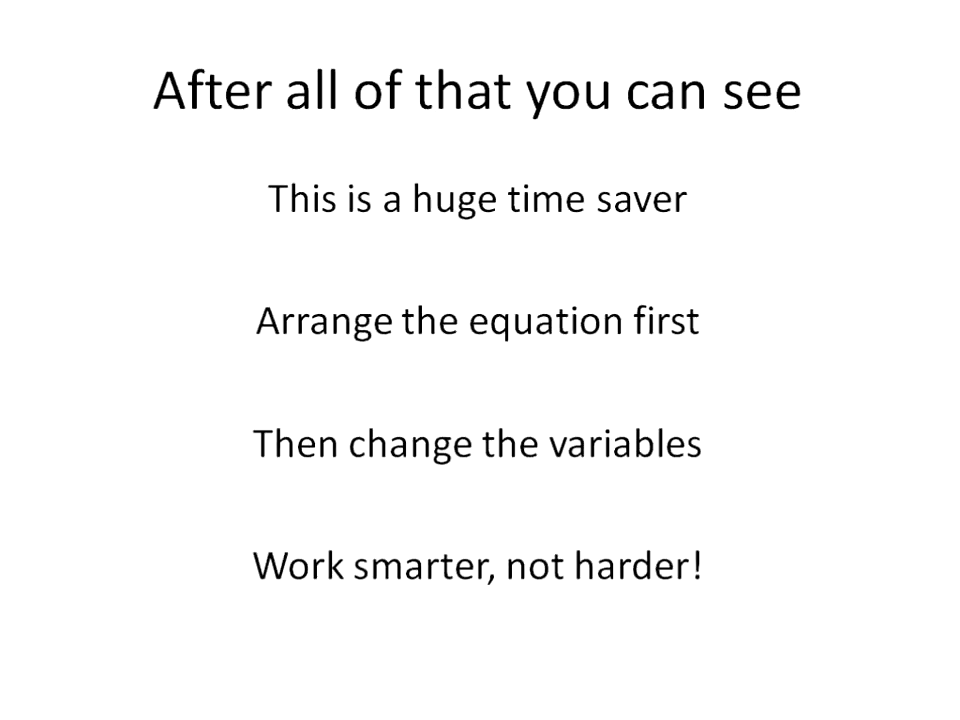 After all of that you can see
This is a huge time saver
Arrange the equation first
Then change the variables
Work smarter, not harder!